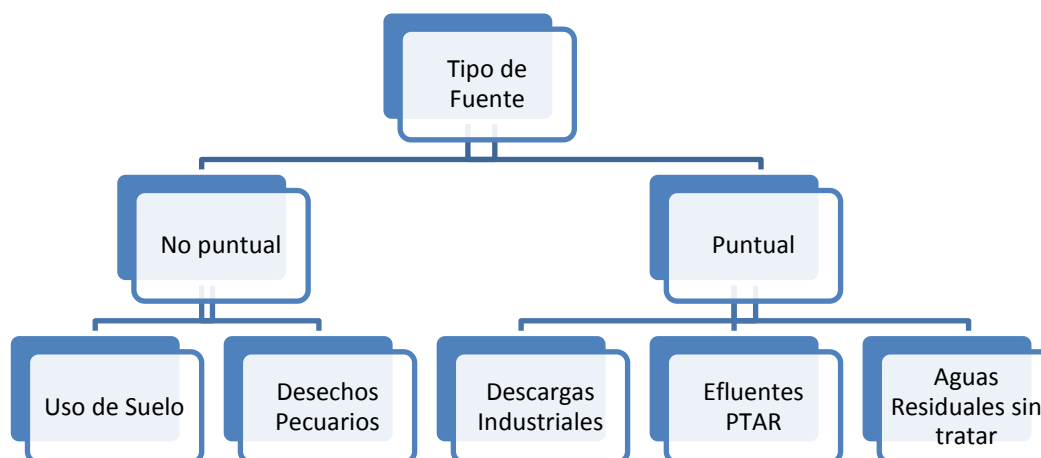 Tipo de
Fuente
No puntual
Puntual
Uso de Suelo
Desechos
Pecuarios
Descargas
Industriales
Efluentes
PTAR
Aguas
Residuales sin
tratar